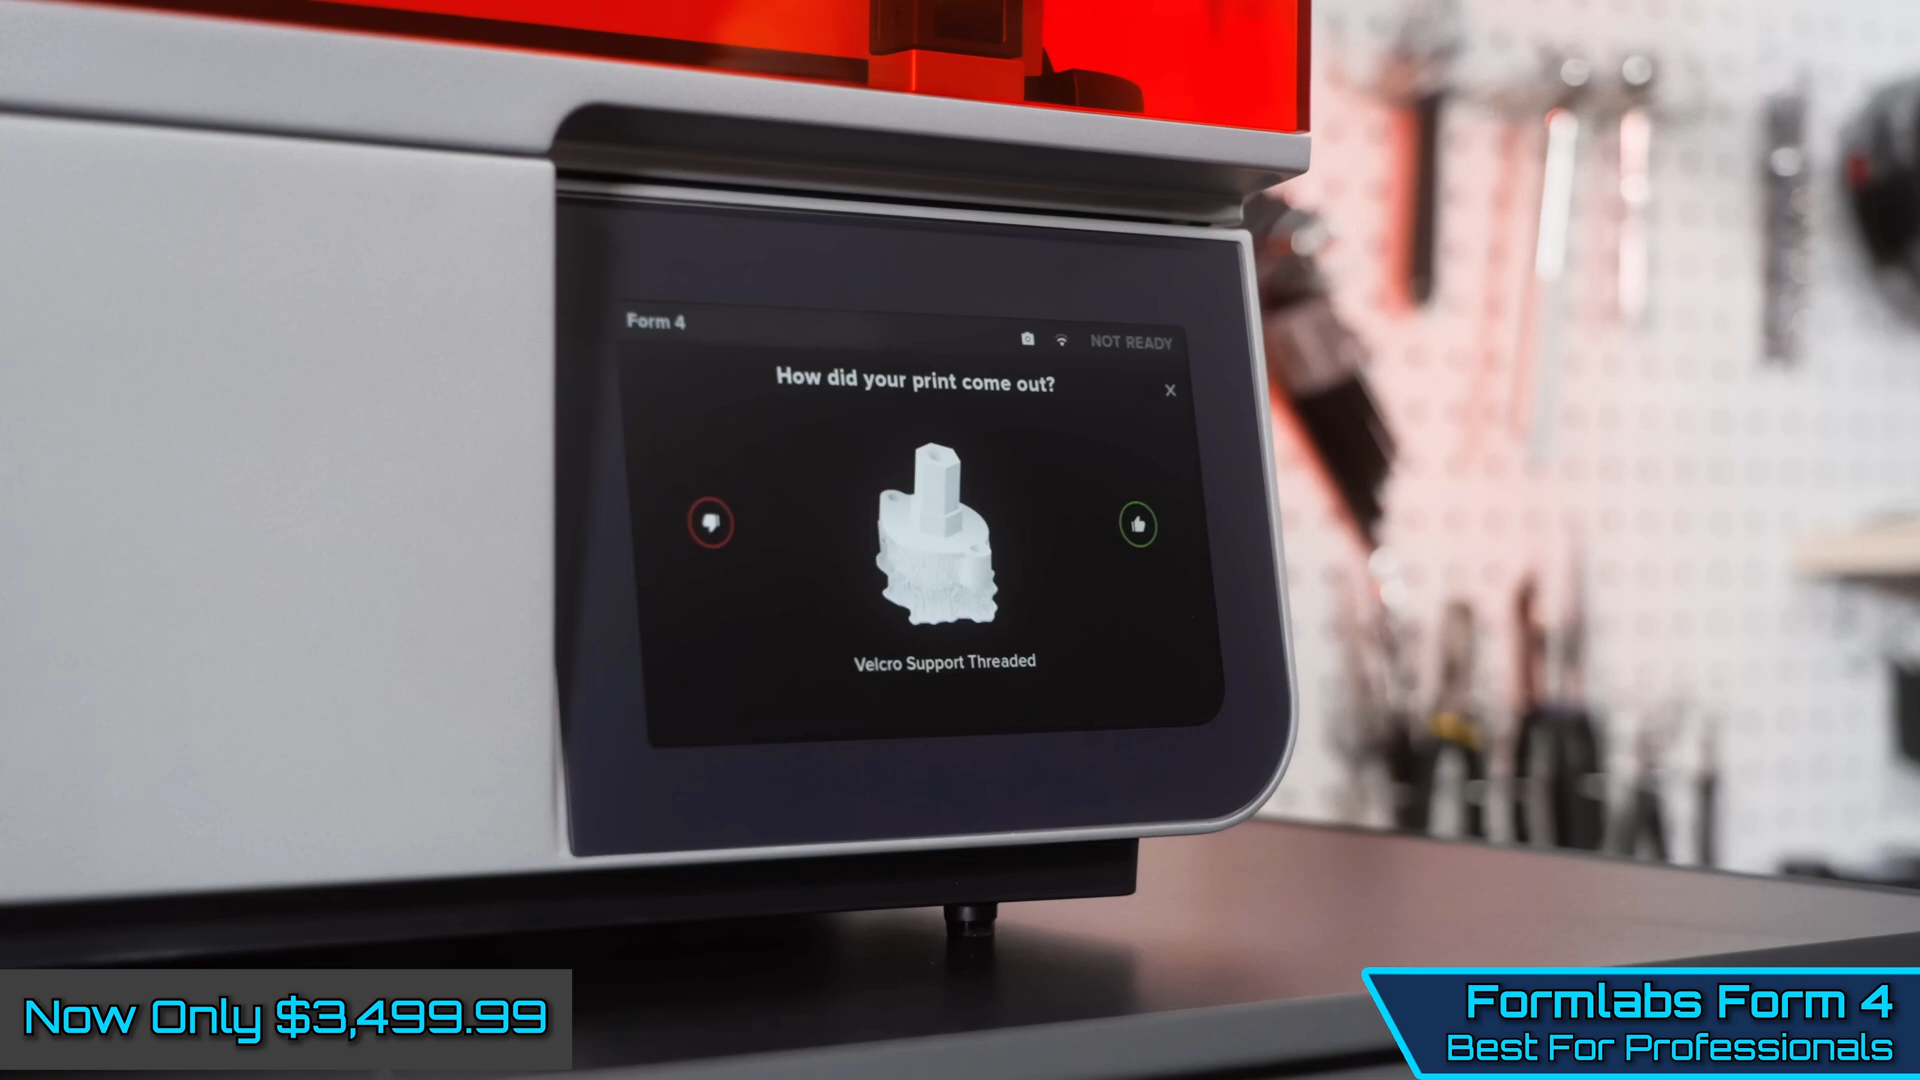 Form 4
NOT READY
How did your print come out?
X
Velcro Support Threaded
Now Only $3,499.99
Formlabs Form 4
Best For Professionals